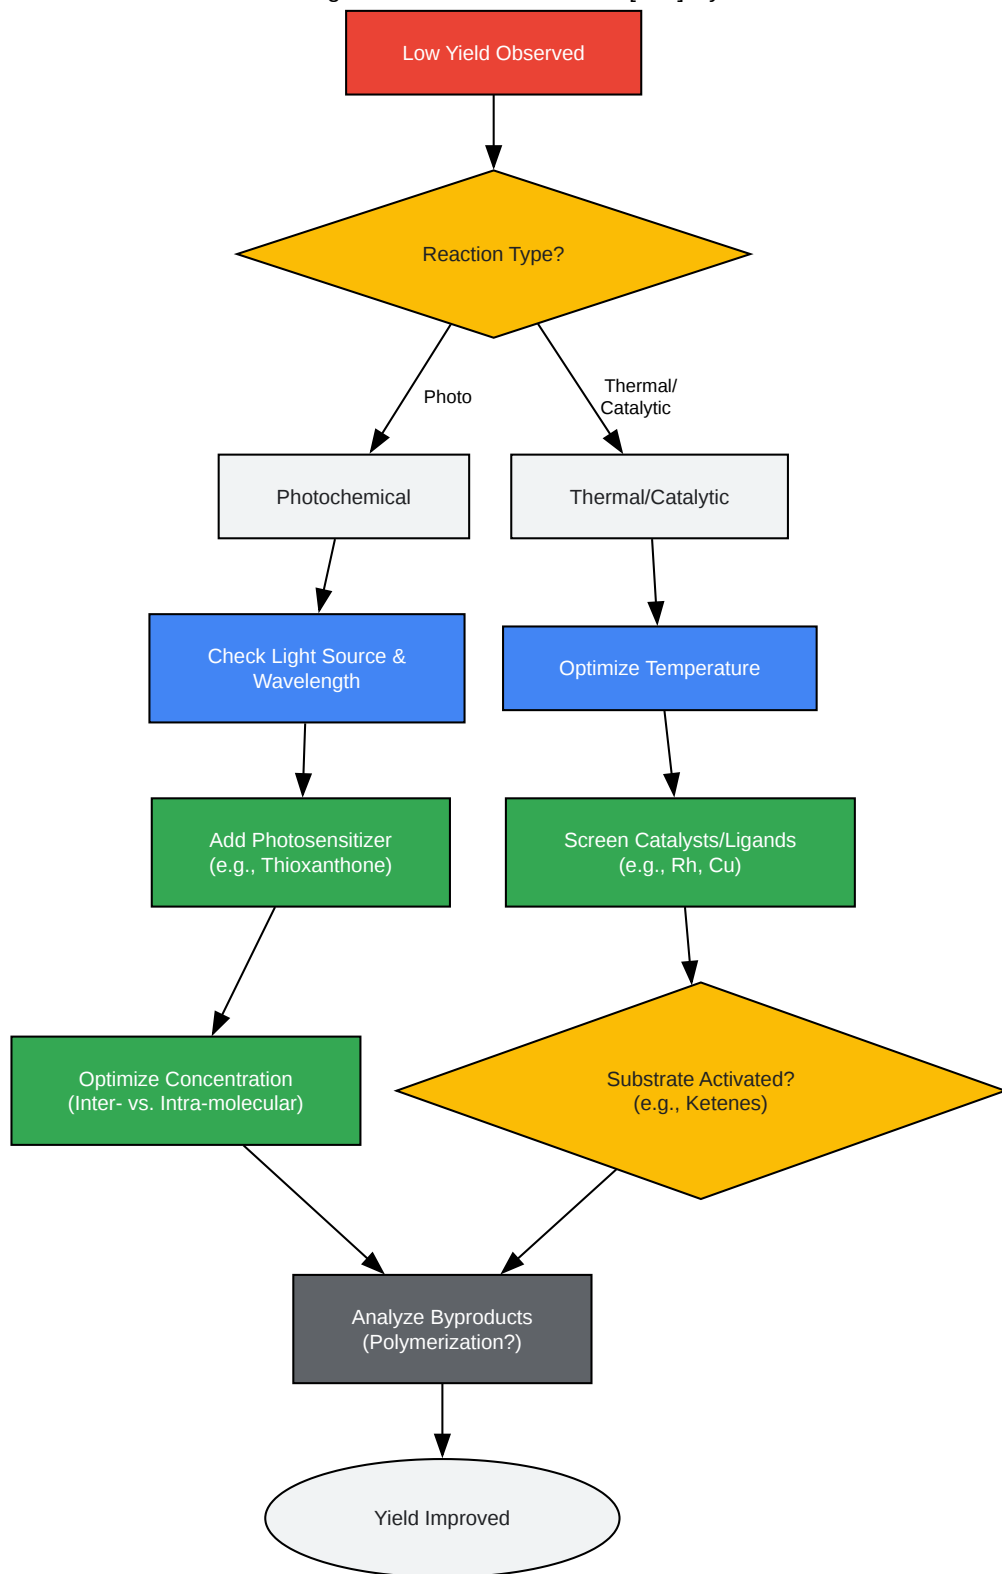 Low Yield Observed
Reaction Type?
Photo
Thermal/
Catalytic
Photochemical
Thermal/Catalytic
Check Light Source &
Wavelength
Optimize Temperature
Add Photosensitizer
(e.g., Thioxanthone)
Screen Catalysts/Ligands
(e.g., Rh, Cu)
Optimize Concentration
(Inter- vs. Intra-molecular)
Substrate Activated?
(e.g., Ketenes)
Analyze Byproducts
(Polymerization?)
Yield Improved